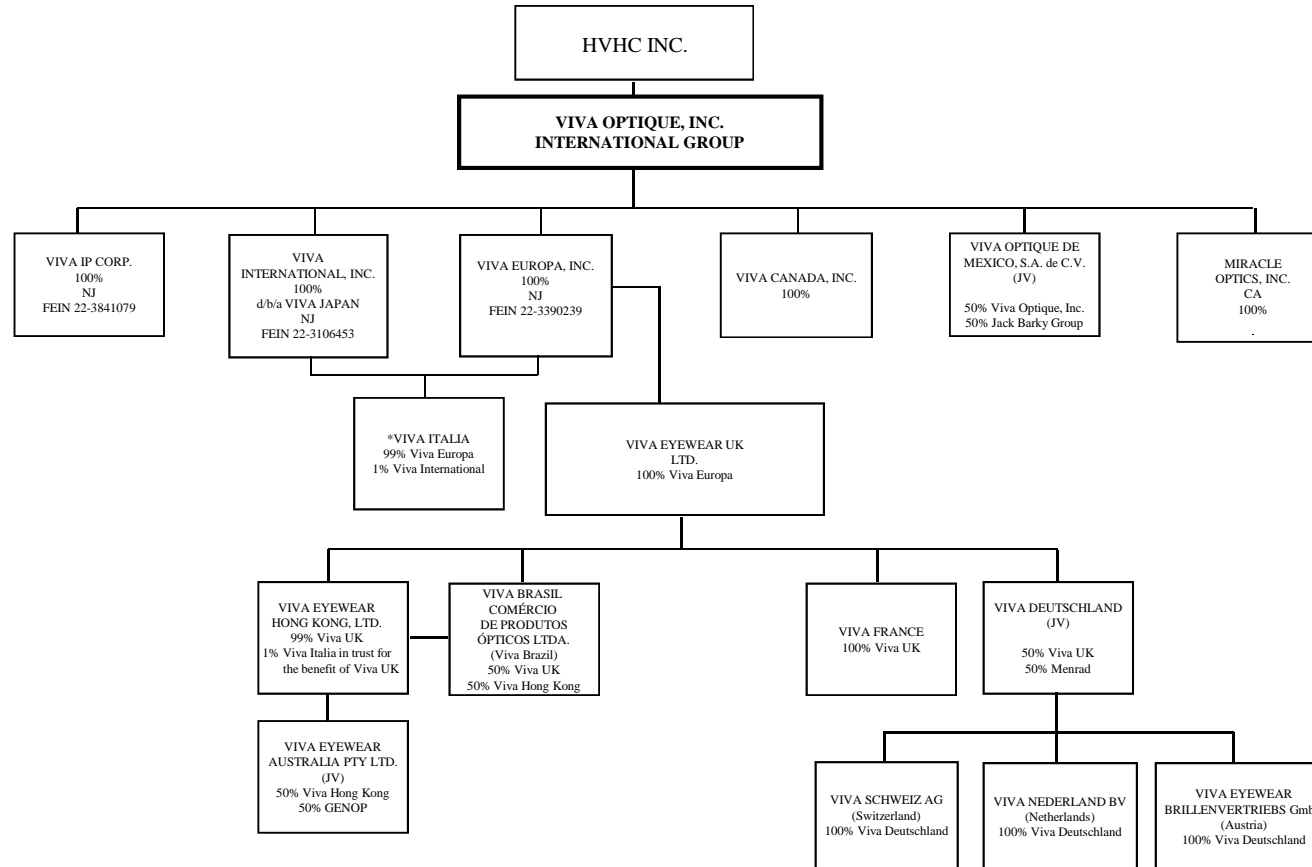 HVHC INC.
VIVA OPTIQUE, INC.
INTERNATIONAL GROUP
VIVA IP CORP.
100%
NJ
FEIN 22-3841079
VIVA
INTERNATIONAL, INC.
100%
d/b/a VIVA JAPAN
NJ
FEIN 22-3106453
VIVA EUROPA, INC.
100%
NJ
FEIN 22-3390239
VIVA CANADA, INC.
100%
VIVA OPTIQUE DE
MEXICO, S.A. de C.V.
(JV)
50% Viva Optique, Inc.
50% Jack Barky Group
MIRACLE
OPTICS, INC.
CA
100%
.
*VIVA ITALIA
99% Viva Europa
1% Viva International
VIVA EYEWEAR UK
LTD.
100% Viva Europa
VIVA EYEWEAR
HONG KONG, LTD.
99% Viva UK
1% Viva Italia in trust for
the benefit of Viva UK
VIVA BRASIL
COMÉRCIO
DE PRODUTOS
ÓPTICOS LTDA.
(Viva Brazil)
50% Viva UK
50% Viva Hong Kong
VIVA FRANCE
100% Viva UK
VIVA DEUTSCHLAND
(JV)
50% Viva UK
50% Menrad
VIVA EYEWEAR
AUSTRALIA PTY LTD.
(JV)
50% Viva Hong Kong
50% GENOP
VIVA SCHWEIZ AG
(Switzerland)
100% Viva Deutschland
VIVA NEDERLAND BV
(Netherlands)
100% Viva Deutschland
VIVA EYEWEAR
BRILLENVERTRIEBS Gmb
(Austria)
100% Viva Deutschland